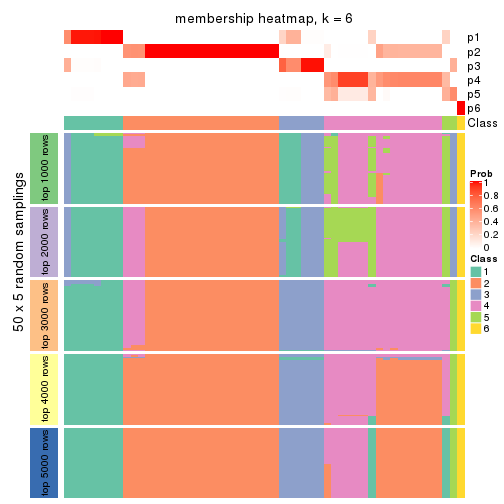 membership heatmap, k = 6
p1
p2
p3
p4
p5
p6
Class
50 x 5 random samplings
top 1000 rows
top 2000 rows
top 3000 rows
top 4000 rows
top 5000 rows
Prob
1
0.8
0.6
0.4
0.2
0
Class
1
2
3
4
5
6